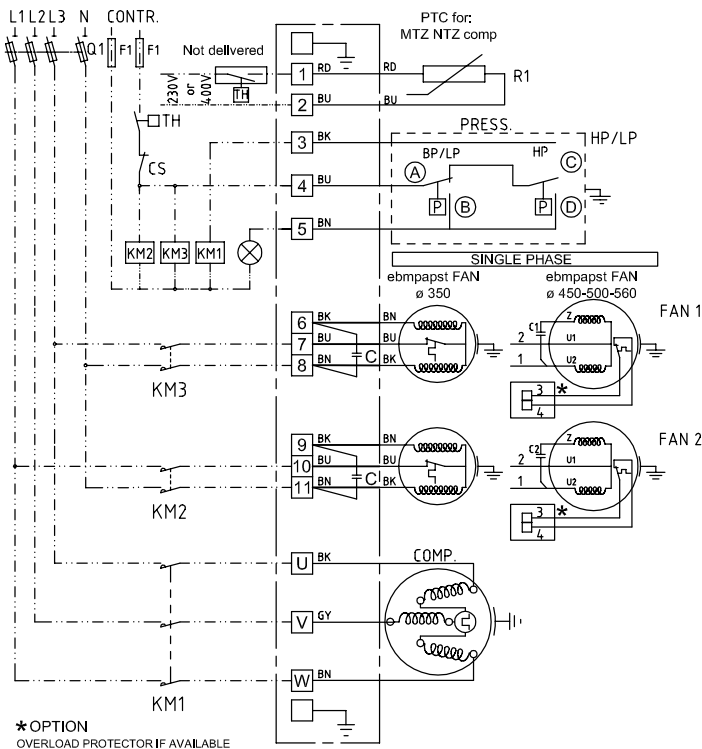 L1 L2 L3 N CONTR.
Q1 F1 F1
Not delivered
230V or 400V
TH
TH
CS
KM2 KM3 KM1
PTC for:
MTZ NTZ comp
1 RD RD
R1
2 BU BU
3 BK
4 BU
5 BN
PRESS.
HP/LP
BP/LP HP
A C
P B P D
SINGLE PHASE
ebmpapst FAN
ø 350
ebmpapst FAN
ø 450-500-560
FAN 1
6 BK BN
7 BU BU
8 BN BK
C
C1 Z
2 U1
1 U2
3 *
4
KM3
FAN 2
9 BK BN
10 BU BU
11 BN BK
C
C2 Z
2 U1
1 U2
3 *
4
KM2
COMP.
U BK
V GY
W BN
KM1
* OPTION
OVERLOAD PROTECTOR IF AVAILABLE